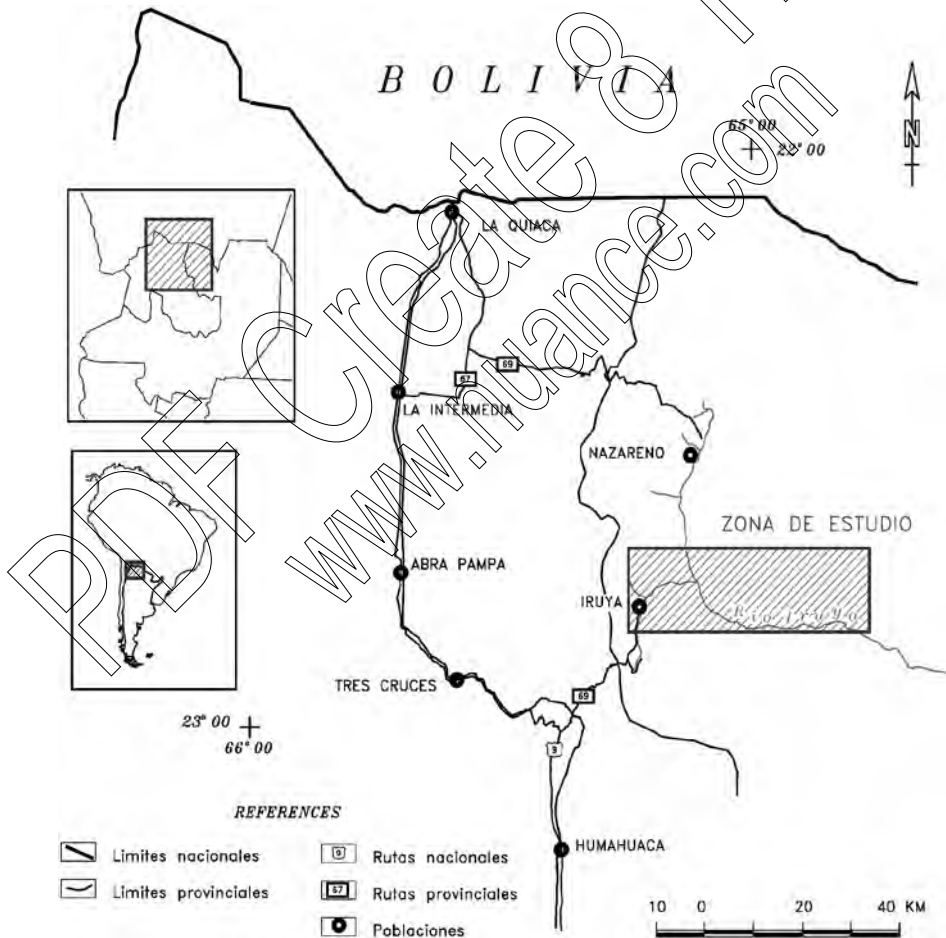 BOLIVIA
65° 00
22° 00
N
LA QUIACA
69
67
LA INTERMEDIA
NAZARENO
ZONA DE ESTUDIO
ABRA PAMPA
IRUYA
Rio Iruya
TRES CRUCES
69
23° 00
66° 00
9
HUMAHUACA
REFERENCES
Limites nacionales
9 Rutas nacionales
Limites provinciales
67 Rutas provinciales
Poblaciones
10 0 20 40 KM
PDF Create 8
www.nuance.com